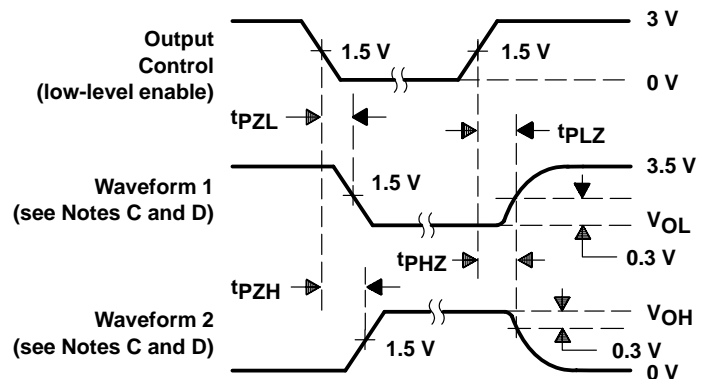 3 V
Output
Control
(low-level enable)
1.5 V
1.5 V
0 V
tPZL
tPLZ
3.5 V
Waveform 1
(see Notes C and D)
1.5 V
VOL
0.3 V
tPHZ
tPZH
VOH
Waveform 2
(see Notes C and D)
1.5 V
0.3 V
0 V